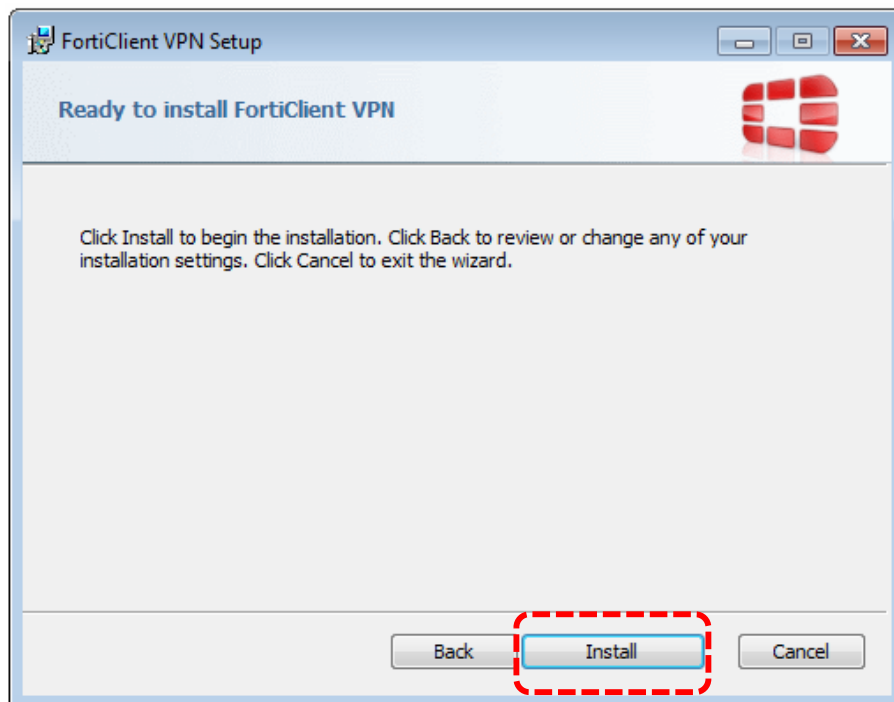 FortiClient VPN Setup
Ready to install FortiClient VPN
Click Install to begin the installation. Click Back to review or change any of your
installation settings. Click Cancel to exit the wizard.
Back Install Cancel